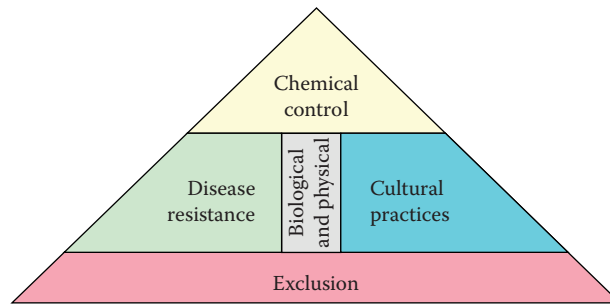 Chemical
control
Disease
resistance
Biological
and physical
Cultural
practices
Exclusion